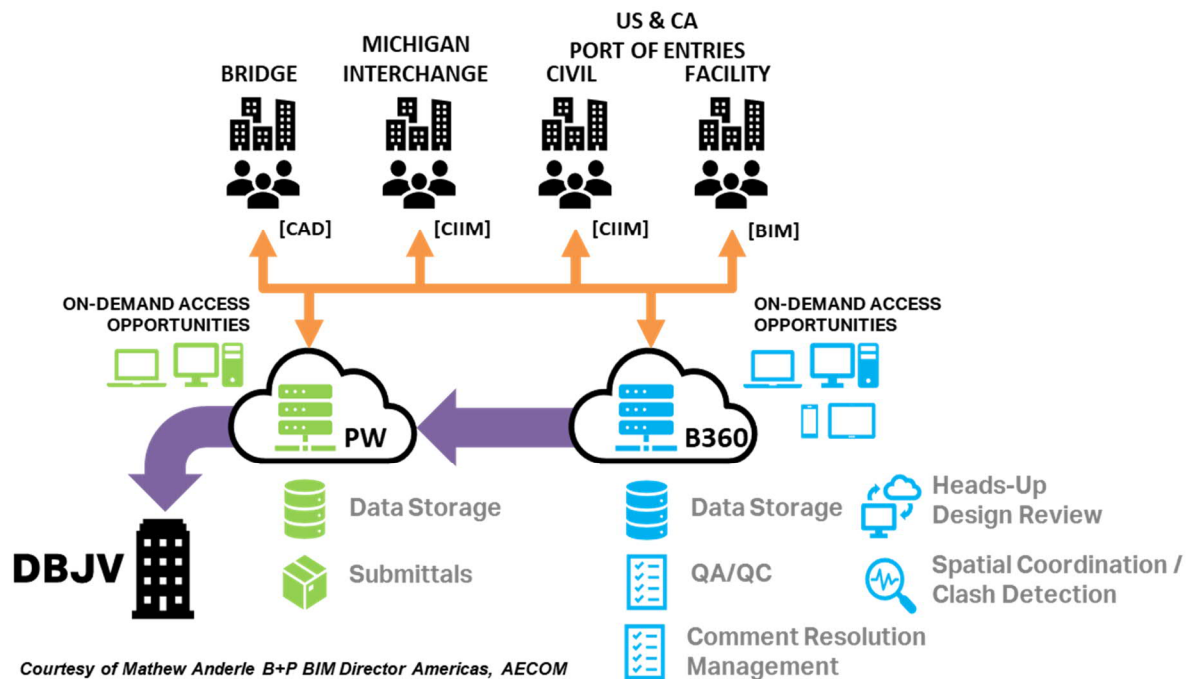 US & CA
PORT OF ENTRIES
BRIDGE
MICHIGAN
INTERCHANGE
CIVIL
FACILITY
[CAD]
[CIIM]
[CIIM]
[BIM]
ON-DEMAND ACCESS
OPPORTUNITIES
ON-DEMAND ACCESS
OPPORTUNITIES
PW
B360
DBJV
Data Storage
Submittals
Data Storage
QA/QC
Comment Resolution
Management
Heads-Up
Design Review
Spatial Coordination /
Clash Detection
Courtesy of Mathew Anderle B+P BIM Director Americas, AECOM